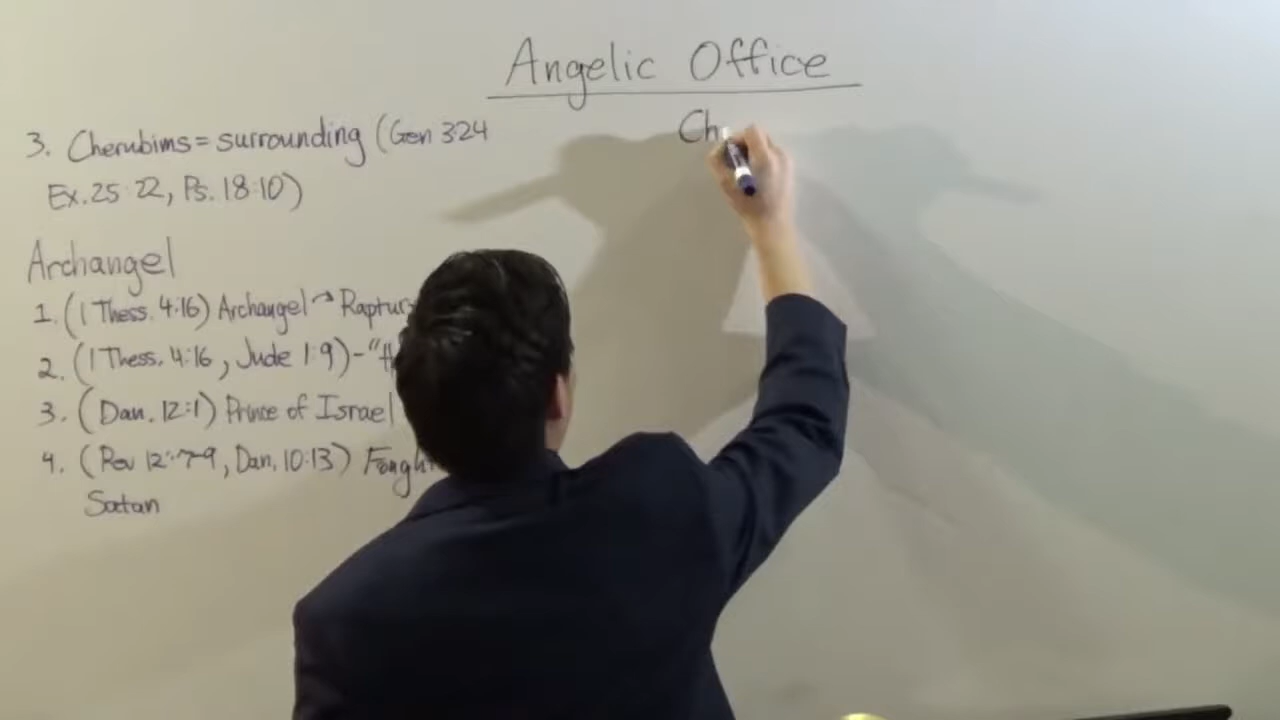 Angelic Office
3. Cherubims = surrounding (Gen 3:24
Ex. 25:22, Ps. 18:10)
Archangel
1. (1 Thess. 4:16) Archangel → Rapture
2. (1 Thess. 4:16, Jude 1:9) - "
3. (Dan. 12:1) Prince of Israel
4. (Rev 12:7-9, Dan. 10:13) Fough
Satan
Ch